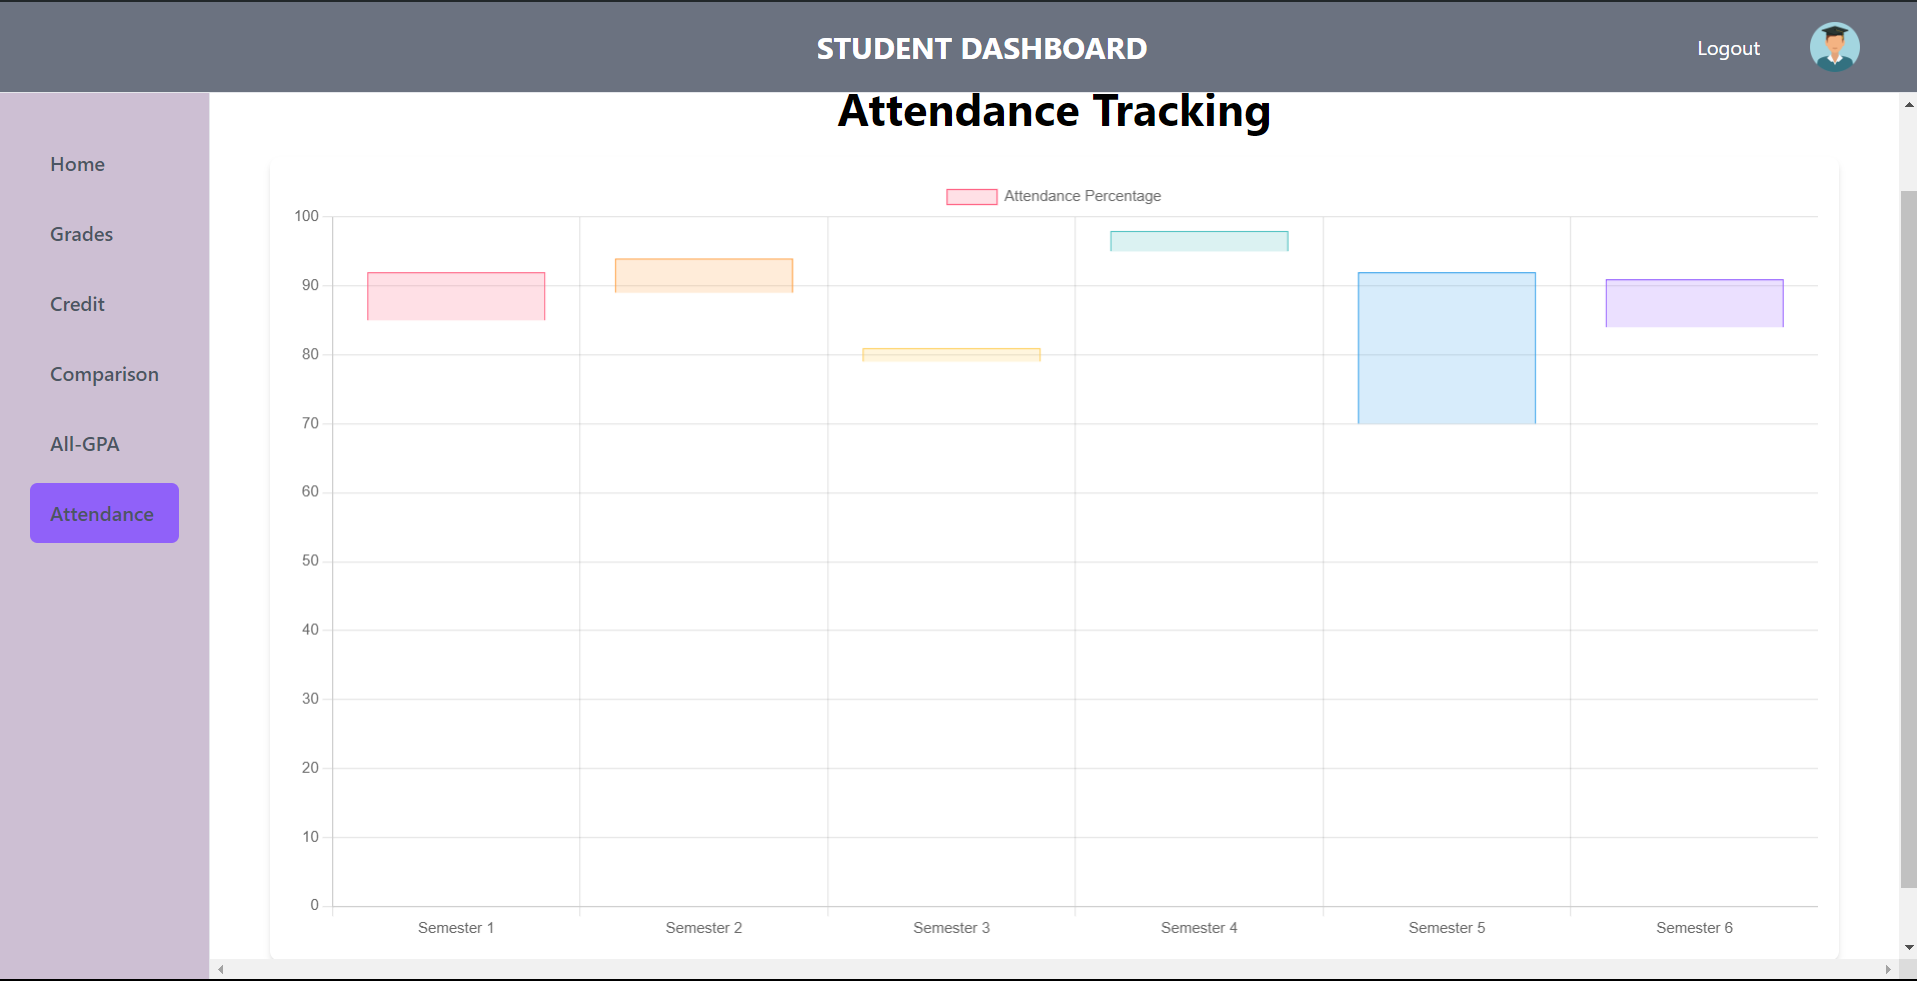 STUDENT DASHBOARD
Logout
Home
Grades
Credit
Comparison
All-GPA
Attendance
Attendance Tracking
Attendance Percentage
100
90
80
70
60
50
40
30
20
10
0
Semester 1 Semester 2 Semester 3 Semester 4 Semester 5 Semester 6